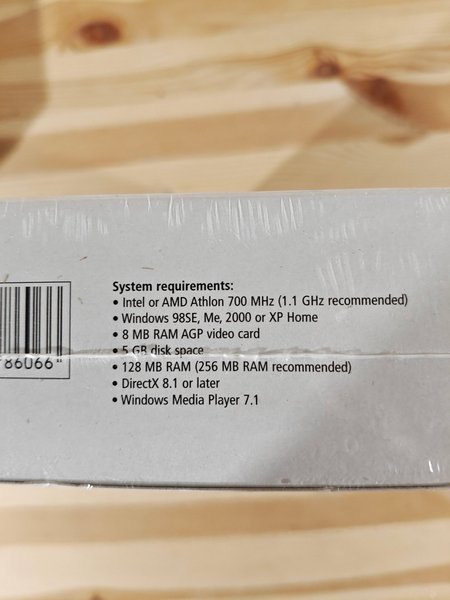 System requirements:
• Intel or AMD Athlon 700 MHz (1.1 GHz recommended)
• Windows 98SE, Me, 2000 or XP Home
• 8 MB RAM AGP video card
• 5 GB disk space
• 128 MB RAM (256 MB RAM recommended)
• DirectX 8.1 or later
• Windows Media Player 7.1
86066